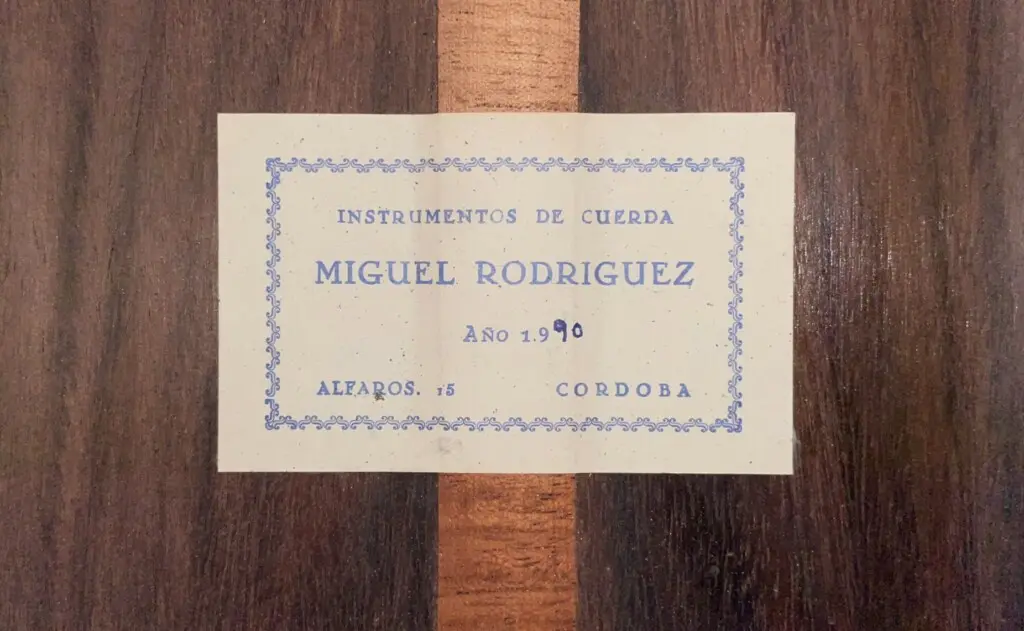 INSTRUMENTOS DE CUERDA
MIGUEL RODRIGUEZ
AÑO 1.990
ALFAROS. 15 CORDOBA